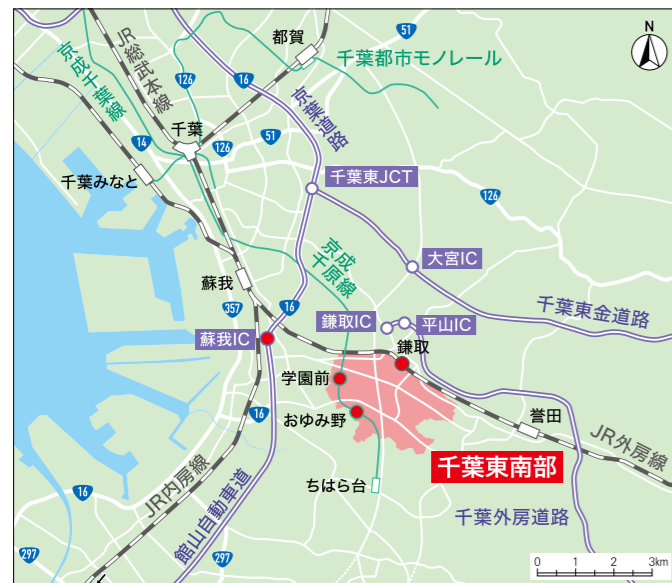 N
都賀
千葉都市モノレール
51
JR
総武本線
京成千葉線
126
16
京葉道路
14
千葉
126
51
千葉みなと
千葉東JCT
126
京成
千原線
大宮IC
蘇我
16
357
千葉東金道路
鎌取IC
平山IC
蘇我IC
鎌取
学園前
16
おゆみ野
誉田
JR外房線
千葉東南部
ちはら台
16
JR内房線
館山自動車道
千葉外房道路
297
297
0 1 2 3km